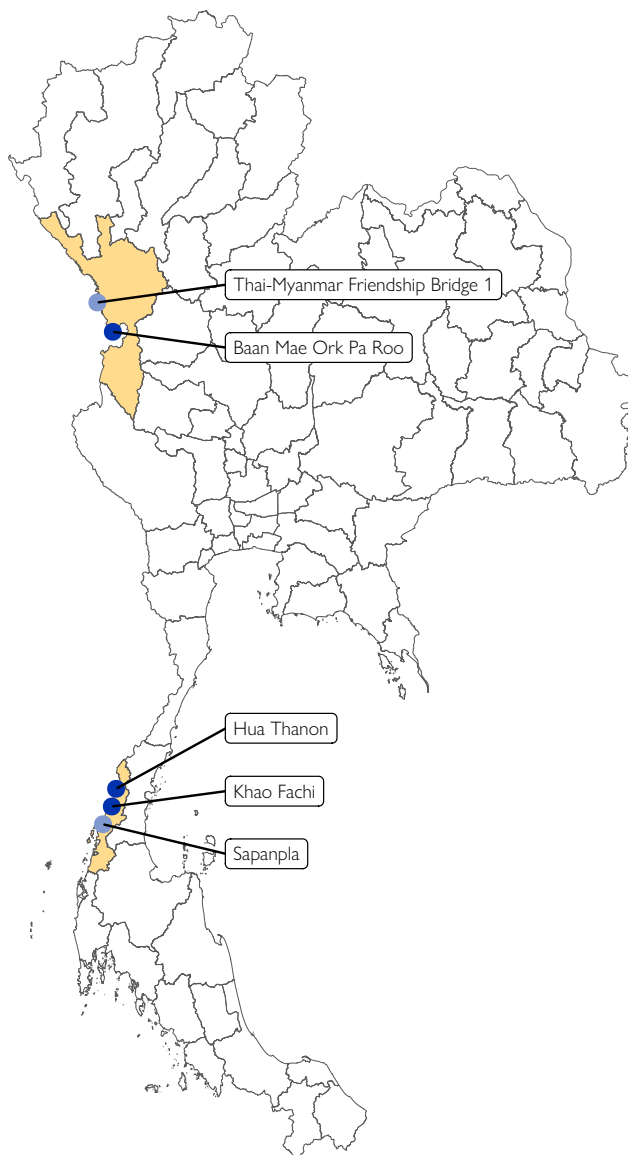 Thai-Myanmar Friendship Bridge 1
Baan Mae Ork Pa Roo
Hua Thanon
Khao Fachi
Sapanpla